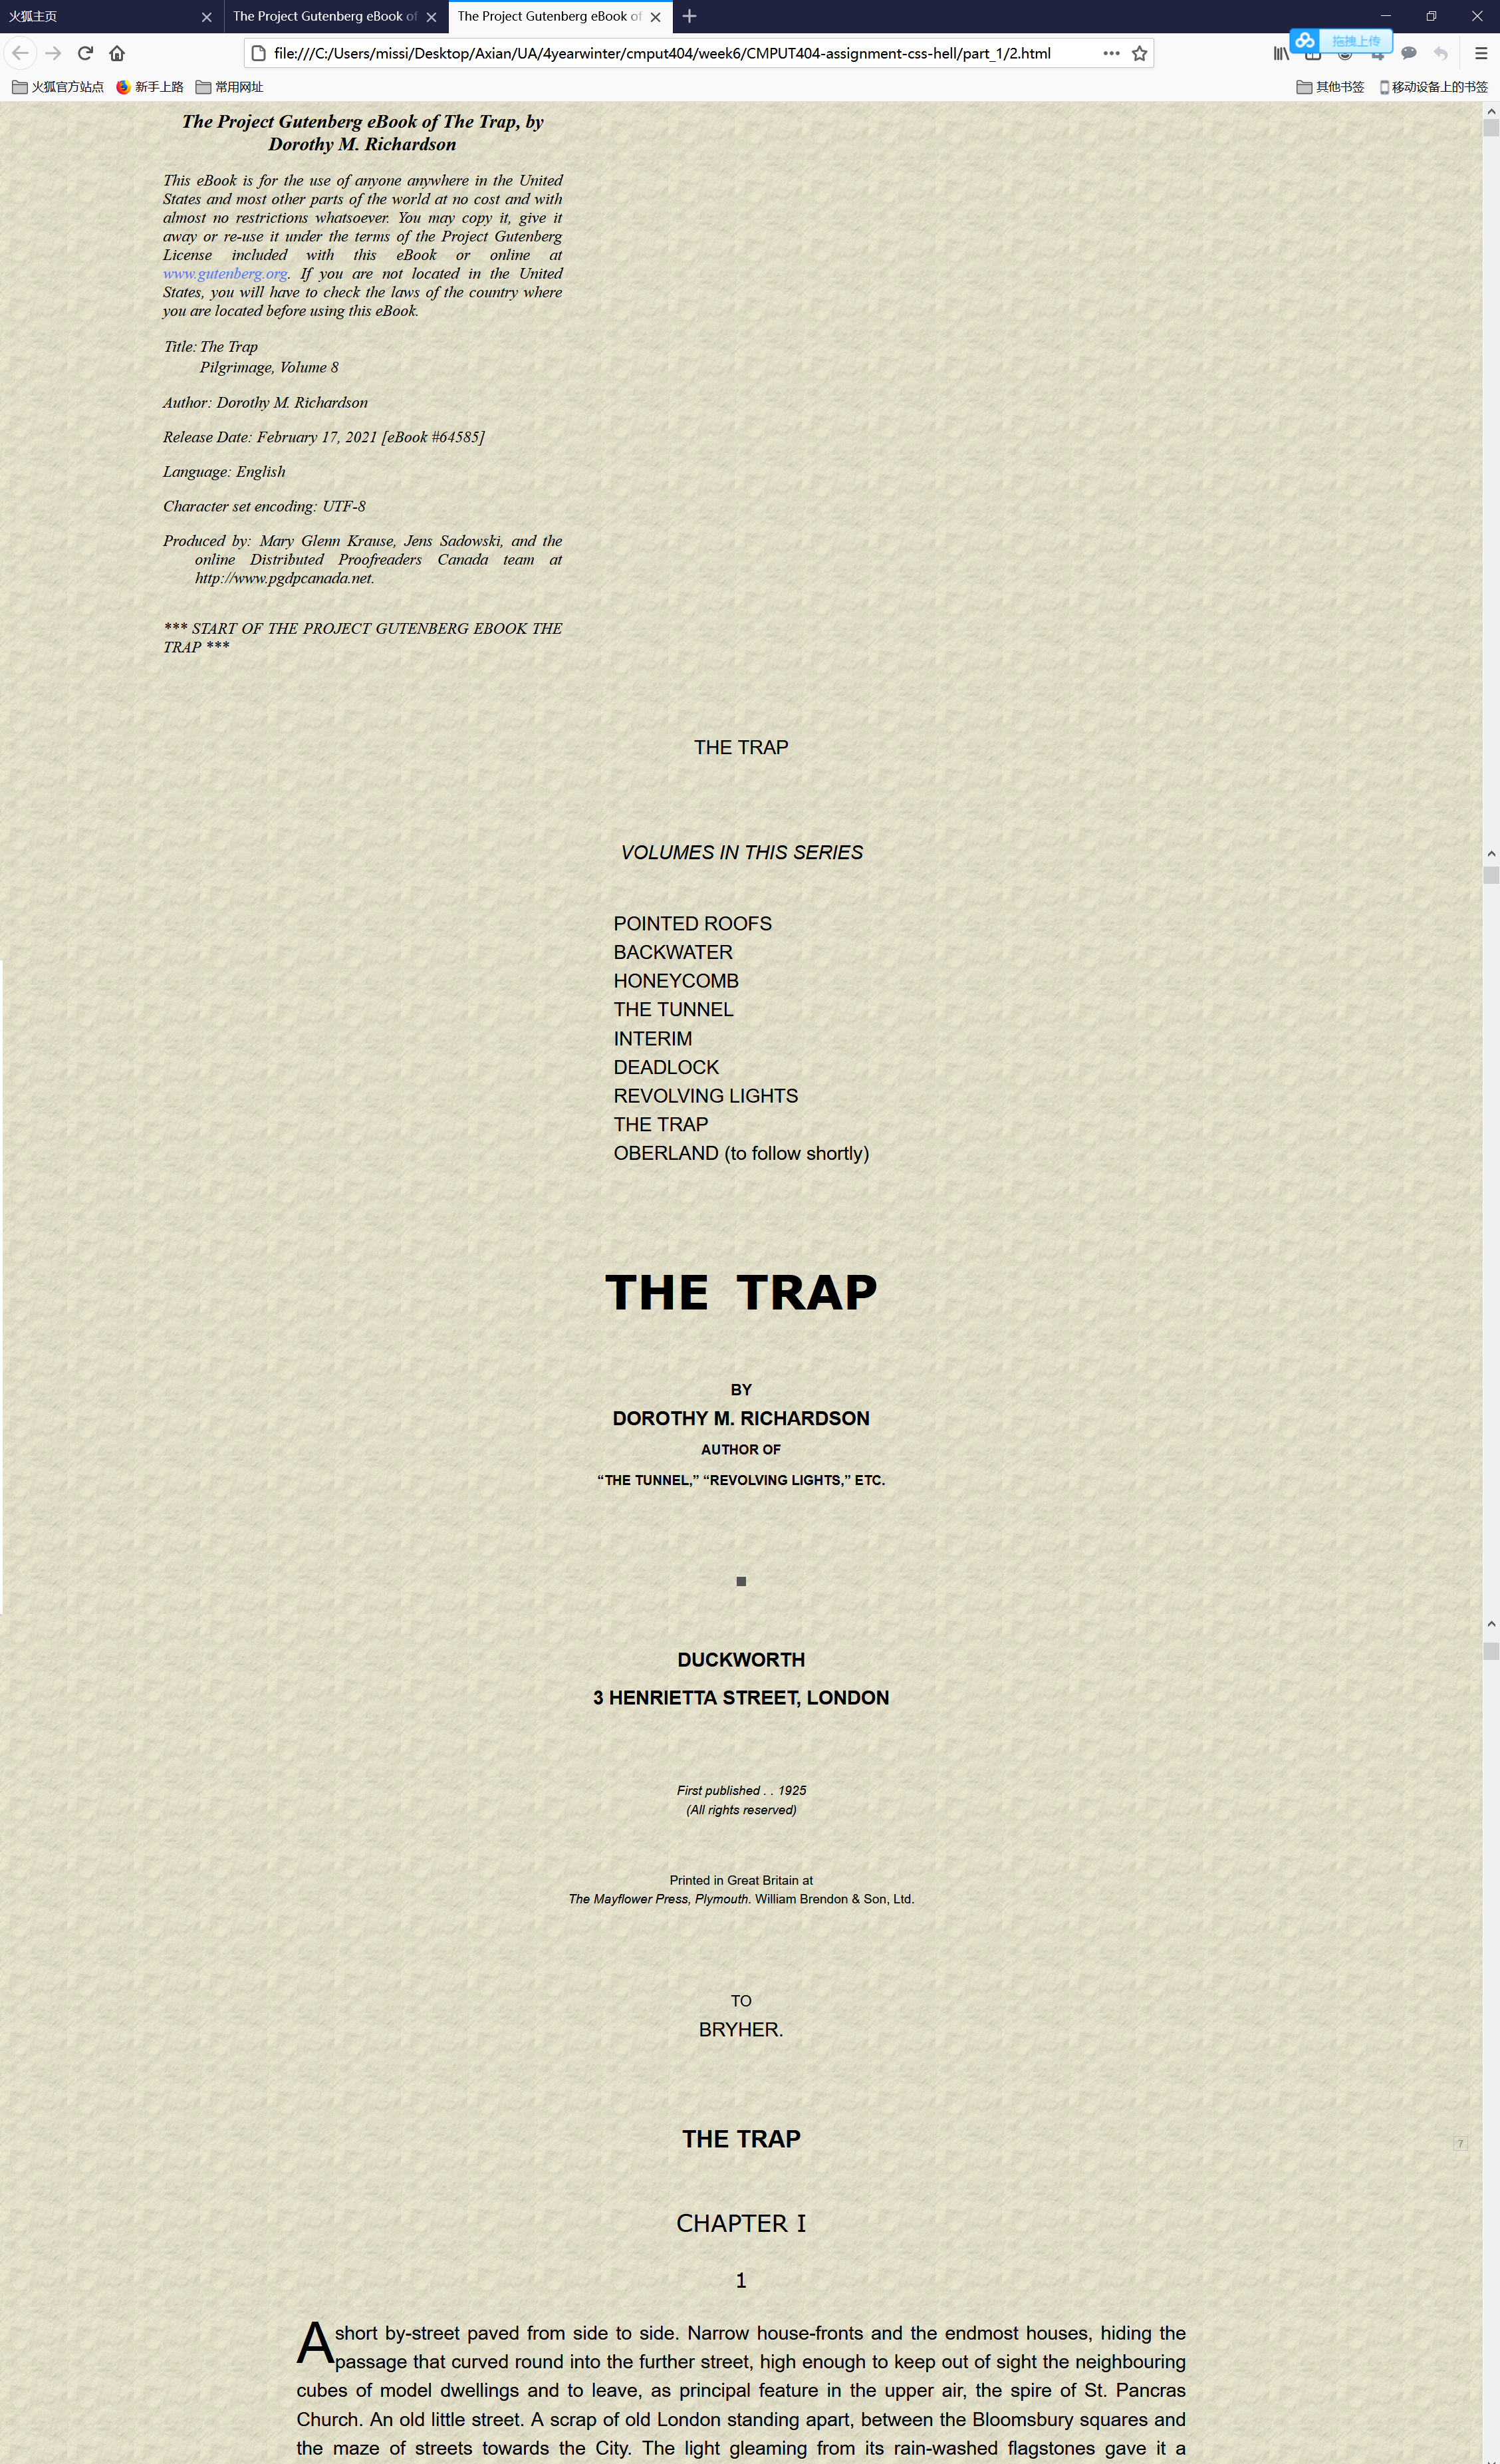 火狐主页
The Project Gutenberg eBook of
The Project Gutenberg eBook of
file:///C:/Users/missi/Desktop/Axian/UA/4yearwinter/cmput404/week6/CMPUT404-assignment-css-hell/part_1/2.html
拖拽上传
火狐官方站点
新手上路
常用网址
其他书签
移动设备上的书签
The Project Gutenberg eBook of The Trap, by
Dorothy M. Richardson
This eBook is for the use of anyone anywhere in the United
States and most other parts of the world at no cost and with
almost no restrictions whatsoever. You may copy it, give it
away or re-use it under the terms of the Project Gutenberg
License included with this eBook or online at
www.gutenberg.org. If you are not located in the United
States, you will have to check the laws of the country where
you are located before using this eBook.
Title: The Trap
Pilgrimage, Volume 8
Author: Dorothy M. Richardson
Release Date: February 17, 2021 [eBook #64585]
Language: English
Character set encoding: UTF-8
Produced by: Mary Glenn Krause, Jens Sadowski, and the
online Distributed Proofreaders Canada team at
http://www.pgdpcanada.net.
*** START OF THE PROJECT GUTENBERG EBOOK THE
TRAP ***
THE TRAP
VOLUMES IN THIS SERIES
POINTED ROOFS
BACKWATER
HONEYCOMB
THE TUNNEL
INTERIM
DEADLOCK
REVOLVING LIGHTS
THE TRAP
OBERLAND (to follow shortly)
THE TRAP
BY
DOROTHY M. RICHARDSON
AUTHOR OF
“THE TUNNEL,” “REVOLVING LIGHTS,” ETC.
DUCKWORTH
3 HENRIETTA STREET, LONDON
First published . . 1925
(All rights reserved)
Printed in Great Britain at
The Mayflower Press, Plymouth. William Brendon & Son, Ltd.
TO
BRYHER.
THE TRAP
7
CHAPTER I
1
A short by-street paved from side to side. Narrow house-fronts and the endmost houses, hiding the
passage that curved round into the further street, high enough to keep out of sight the neighbouring
cubes of model dwellings and to leave, as principal feature in the upper air, the spire of St. Pancras
Church. An old little street. A scrap of old London standing apart, between the Bloomsbury squares and
the maze of streets towards the City. The light gleaming from its rain-washed flagstones gave it a